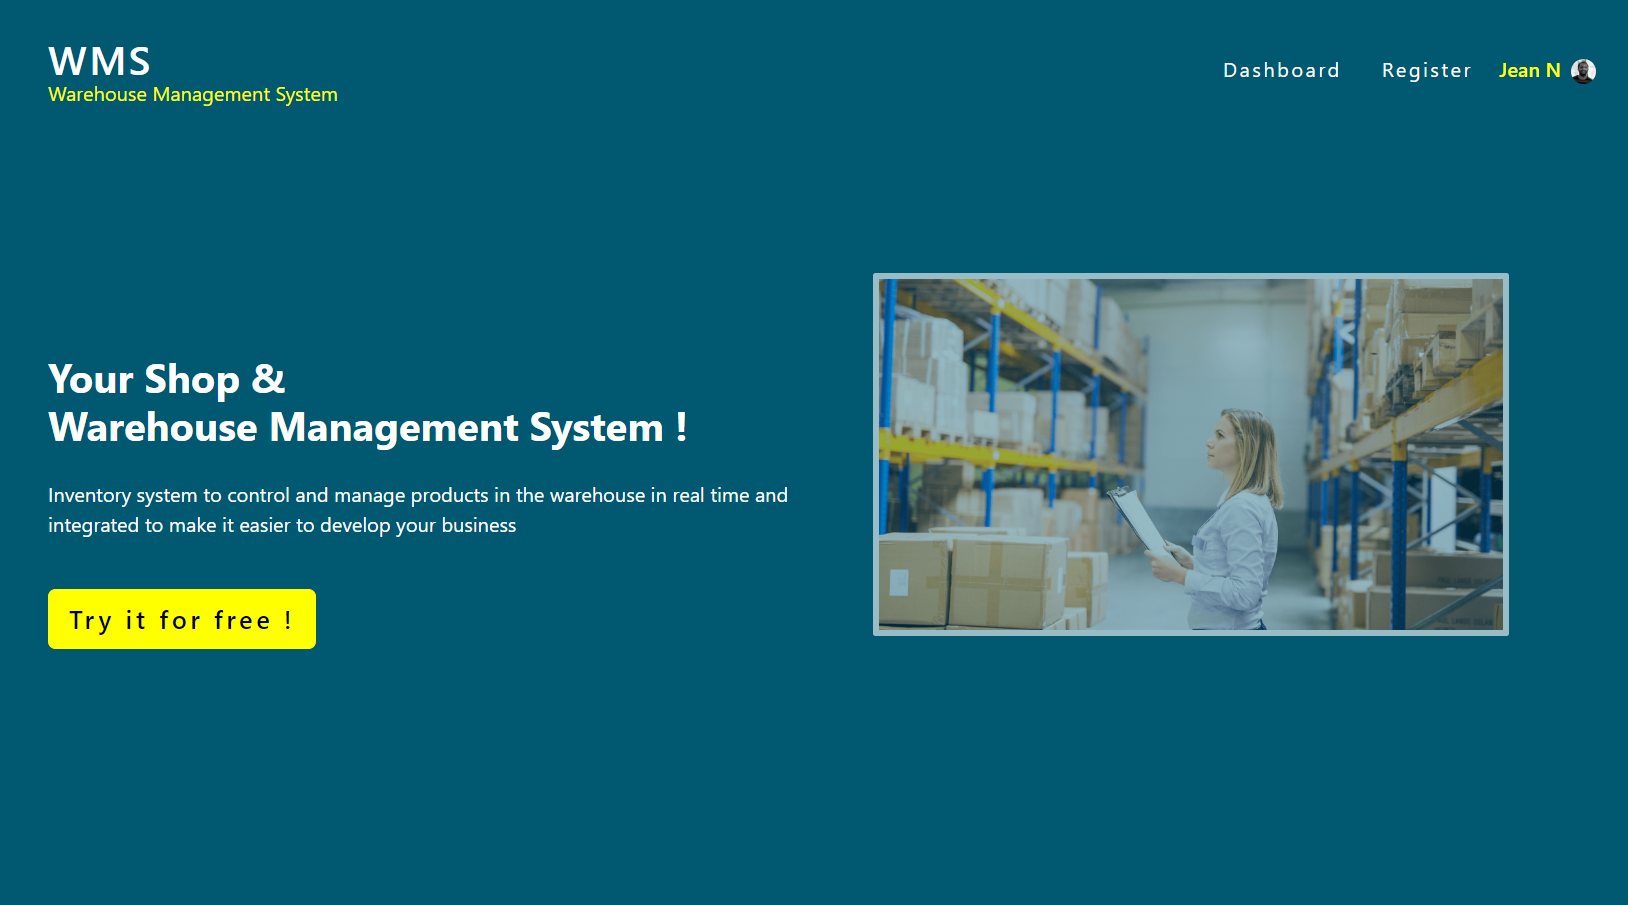 WMS
Warehouse Management System
Dashboard
Register
Jean N
Your Shop &
Warehouse Management System !
Inventory system to control and manage products in the warehouse in real time and
integrated to make it easier to develop your business
Try it for free !